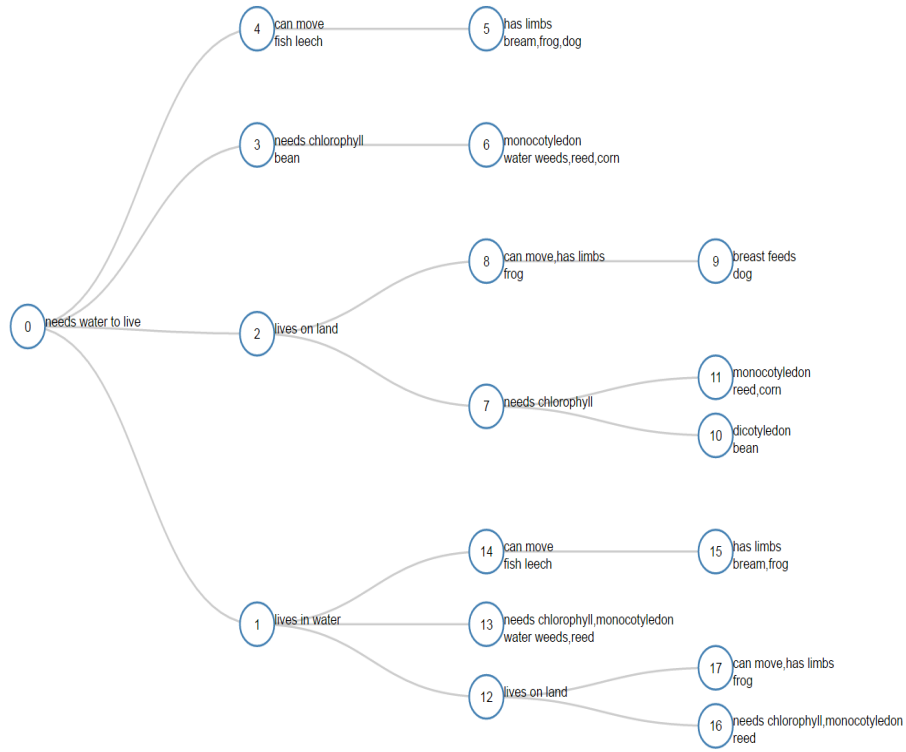 4
can move
fish leech
5
has limbs
bream,frog,dog
3
needs chlorophyll
bean
6
monocotyledon
water weeds,reed,corn
8
can move,has limbs
frog
9
breast feeds
dog
0
needs water to live
2
lives on land
7
needs chlorophyll
11
monocotyledon
reed,corn
10
dicotyledon
bean
14
can move
fish leech
15
has limbs
bream,frog
1
lives in water
13
needs chlorophyll,monocotyledon
water weeds,reed
12
lives on land
17
can move,has limbs
frog
16
needs chlorophyll,monocotyledon
reed